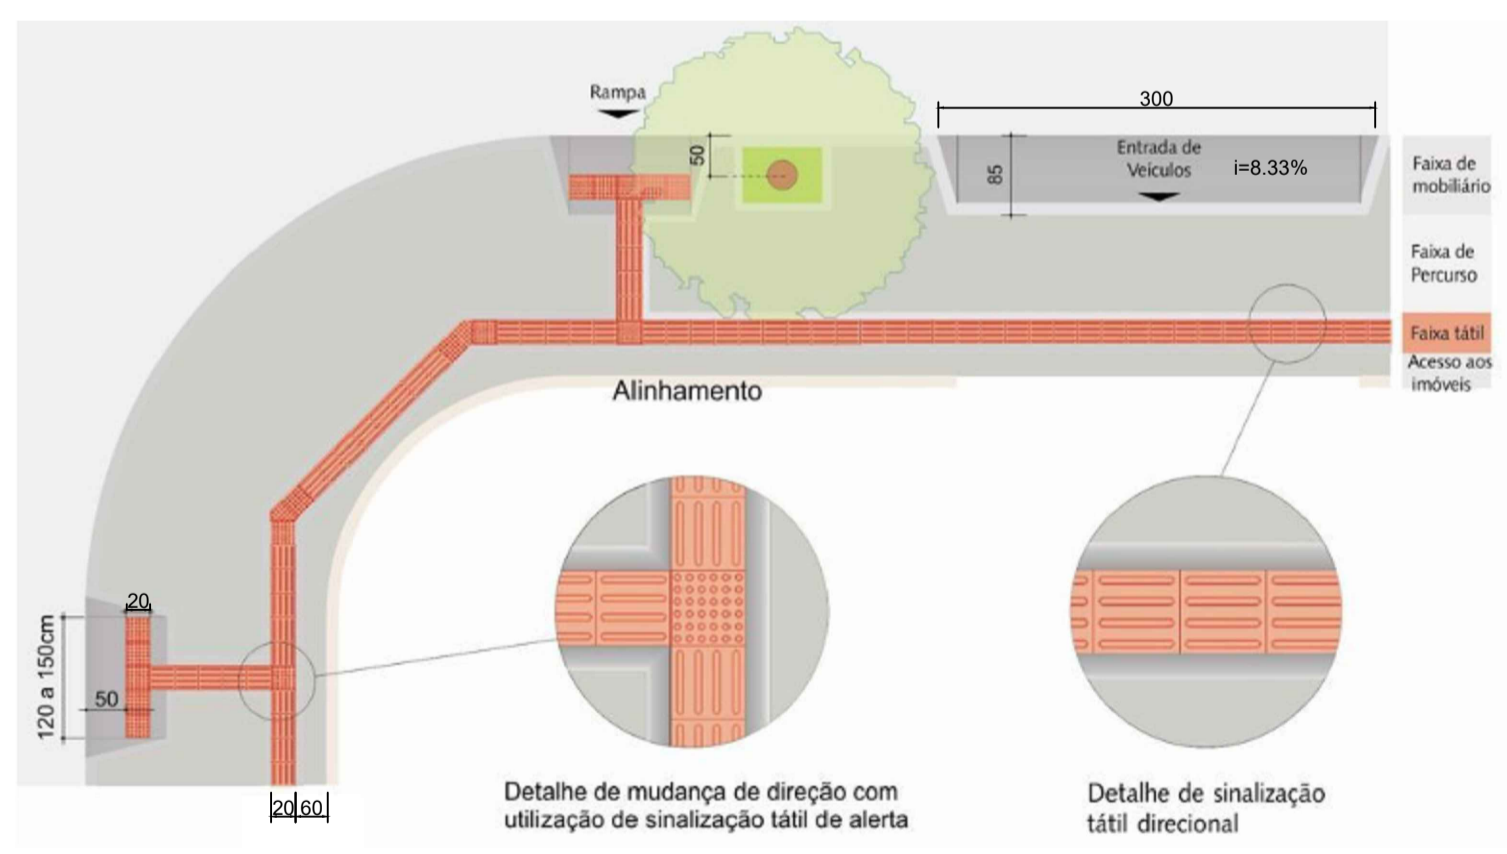 Rampa
300
50
Entrada de
Veículos
i=8.33%
85
Faixa de
mobiliário
Faixa de
Percurso
Faixa tátil
Acesso aos
imóveis
Alinhamento
20
120 a 150cm
50
20 60
Detalhe de mudança de direção com
utilização de sinalização tátil de alerta
Detalhe de sinalização
tátil direcional